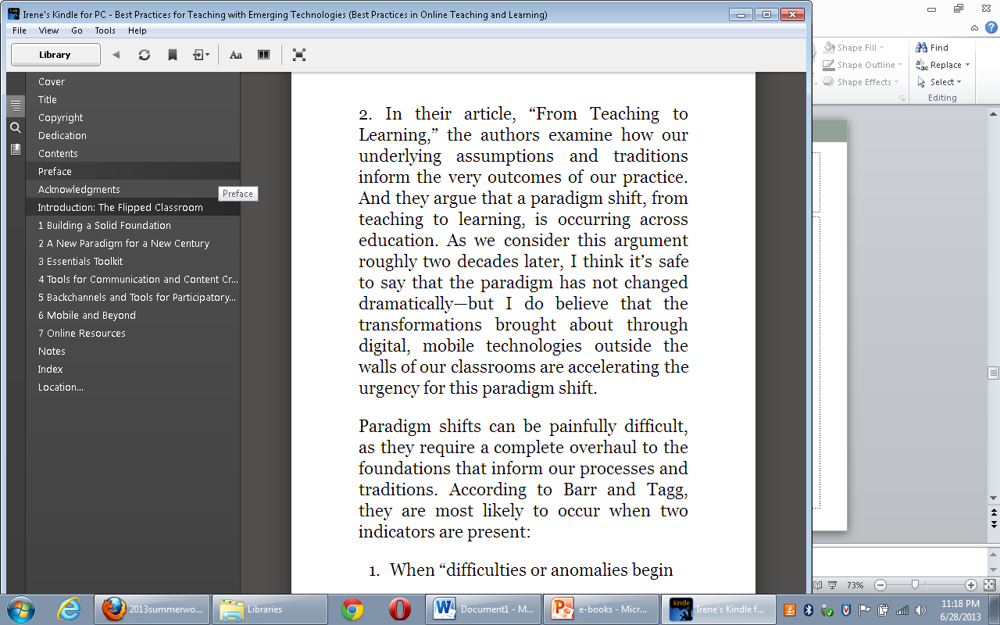 Irene's Kindle for PC - Best Practices for Teaching with Emerging Technologies (Best Practices in Online Teaching and Learning)
File View Go Tools Help
Library
Aa
Cover
Title
Copyright
Dedication
Contents
Preface
Acknowledgments
Preface
Introduction: The Flipped Classroom
1 Building a Solid Foundation
2 A New Paradigm for a New Century
3 Essentials Toolkit
4 Tools for Communication and Content Cr...
5 Backchannels and Tools for Participatory...
6 Mobile and Beyond
7 Online Resources
Notes
Index
Location...
2. In their article, “From Teaching to
Learning,” the authors examine how our
underlying assumptions and traditions
inform the very outcomes of our practice.
And they argue that a paradigm shift, from
teaching to learning, is occurring across
education. As we consider this argument
roughly two decades later, I think it’s safe
to say that the paradigm has not changed
dramatically—but I do believe that the
transformations brought about through
digital, mobile technologies outside the
walls of our classrooms are accelerating the
urgency for this paradigm shift.
Paradigm shifts can be painfully difficult,
as they require a complete overhaul to the
foundations that inform our processes and
traditions. According to Barr and Tagg,
they are most likely to occur when two
indicators are present:
1. When “difficulties or anomalies begin
Shape Fill
Shape Outline
Shape Effects
Find
Replace
Select
Editing
73%
2013summerwo...
Libraries
Document1 - M...
e-books - Micr...
kindle
Irene's Kindle f...
11:18 PM
6/28/2013